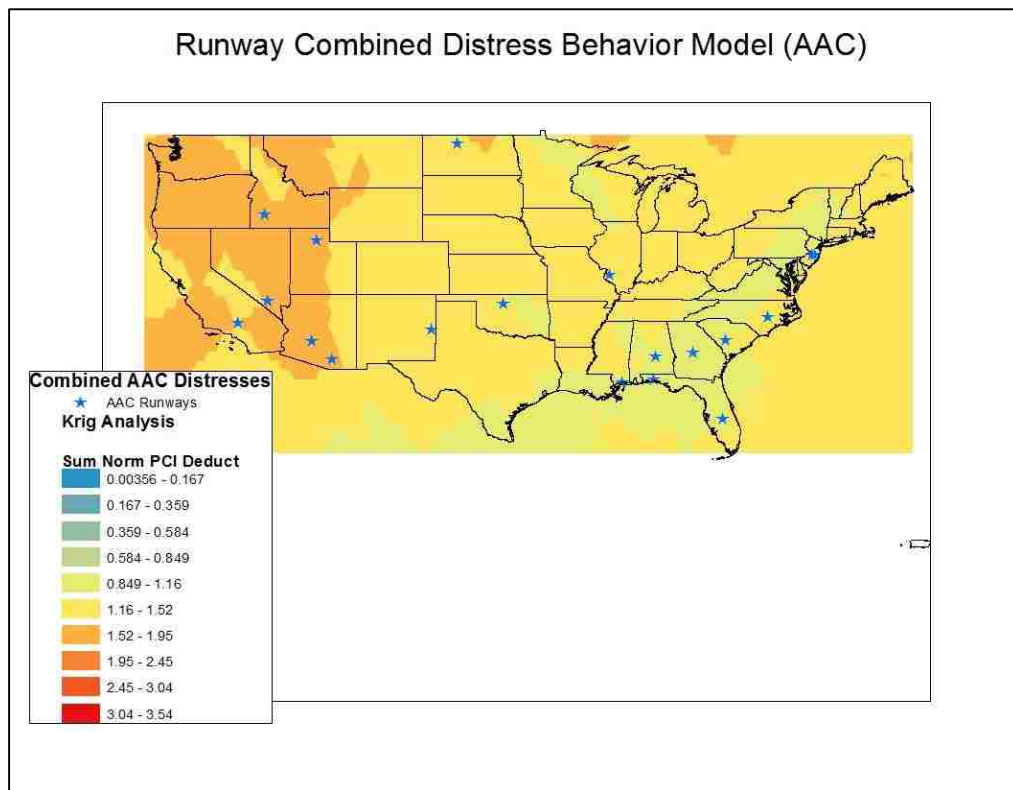 Runway Combined Distress Behavior Model (AAC)
Combined AAC Distresses
AAC Runways
Krig Analysis
Sum Norm PCI Deduct
0.00356 - 0.167
0.167 - 0.359
0.359 - 0.584
0.584 - 0.849
0.849 - 1.16
1.16 - 1.52
1.52 - 1.95
1.95 - 2.45
2.45 - 3.04
3.04 - 3.54